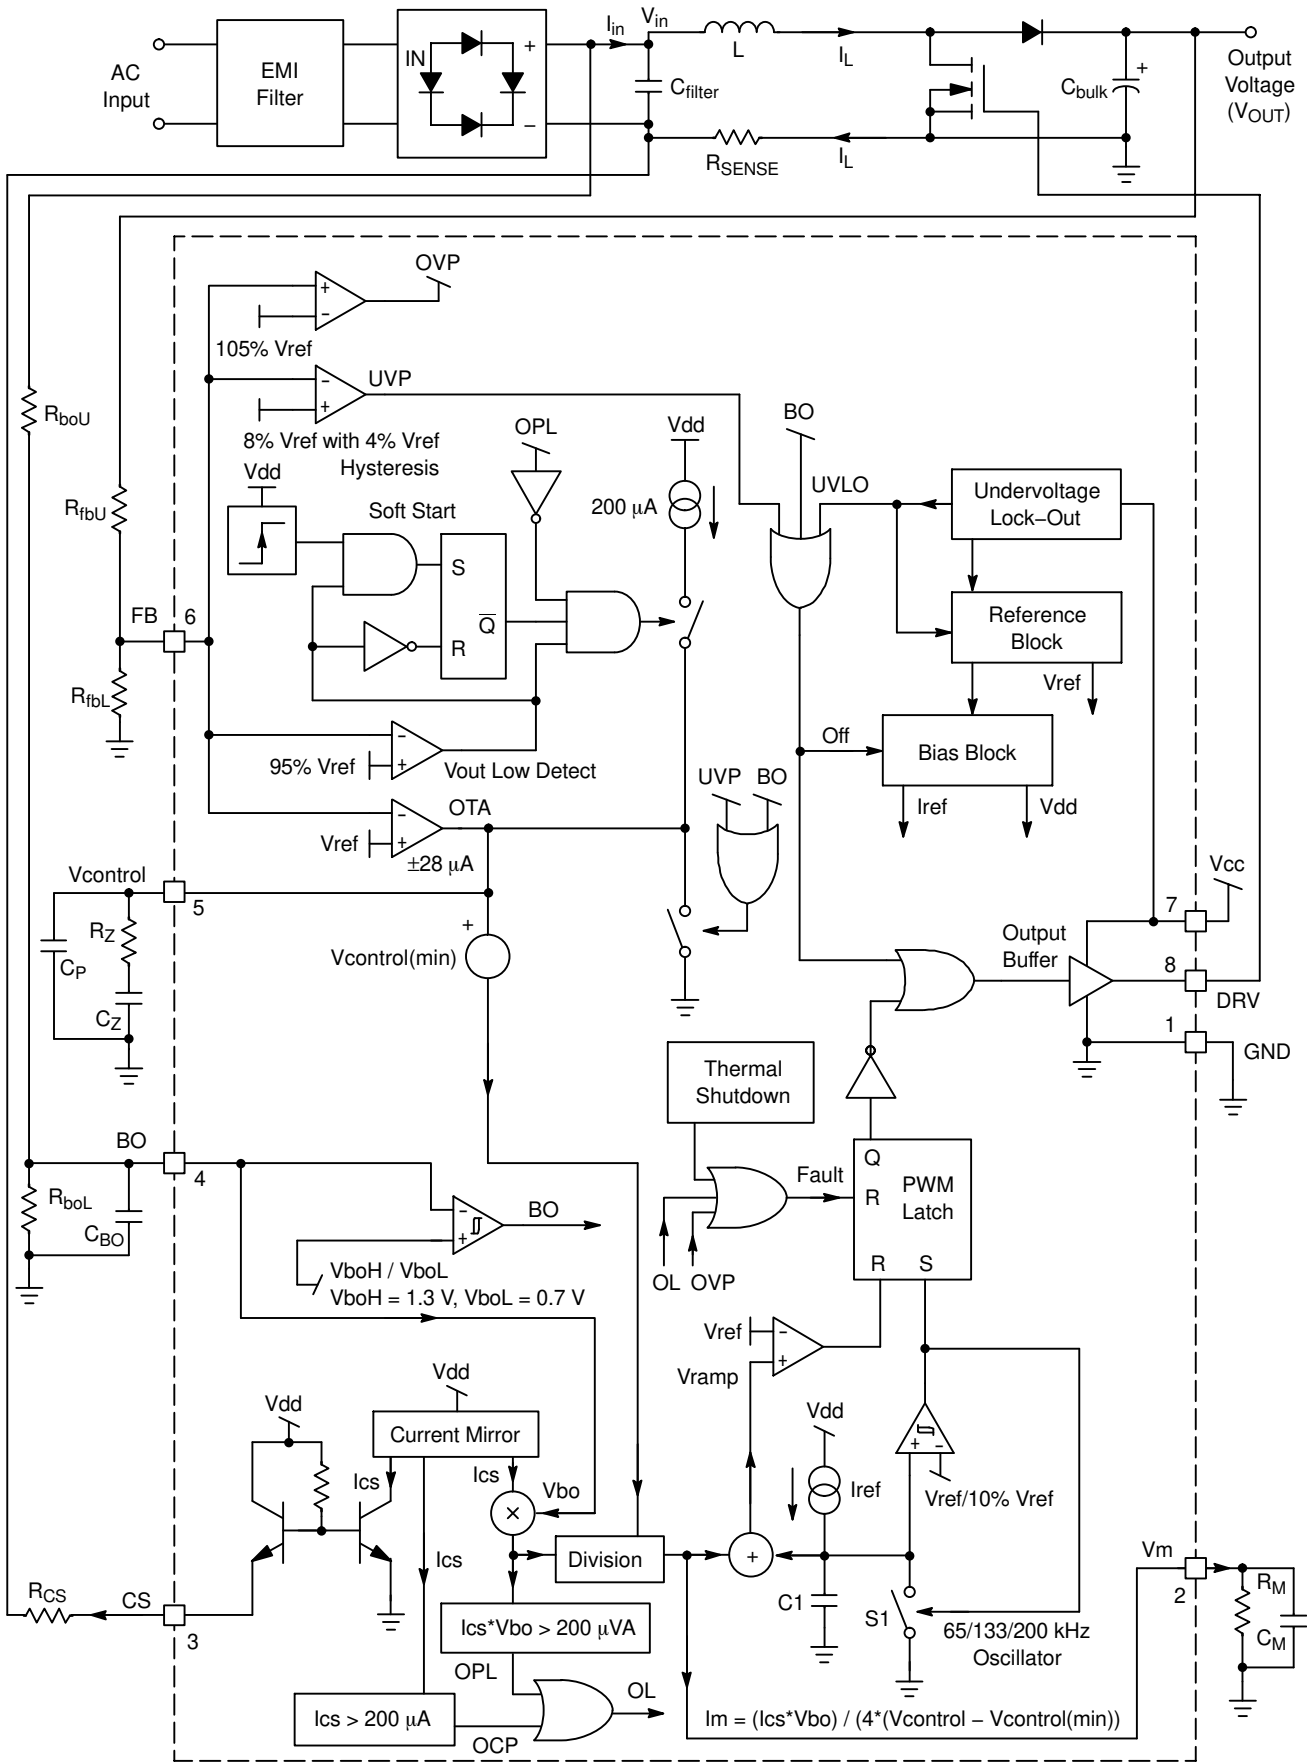 AC
Input
EMI
Filter
IN
+
−
Iin
Vin
Cfilter
L
IL
RSENSE
IL
Cbulk
+
Output
Voltage
(VOUT)
OVP
+
−
105% Vref
UVP
−
+
8% Vref with 4% Vref
Hysteresis
RboU
RfbU
Vdd
Soft Start
OPL
Vdd
200 µA
BO
UVLO
Undervoltage
Lock−Out
S
Q
R
Reference
Block
Vref
FB
6
RfbL
−
+
95% Vref
Vout Low Detect
Off
Bias Block
Iref
Vdd
UVP
BO
−
+
Vref
OTA
±28 µA
Vcontrol
5
RZ
CP
CZ
+
Vcontrol(min)
Vcc
7
Output
Buffer
8
DRV
1
GND
Thermal
Shutdown
BO
4
RboL
CBO
−
+
BO
VboH / VboL
VboH = 1.3 V, VboL = 0.7 V
Fault
OL
OVP
Q
R
PWM
Latch
R
S
Vref
−
+
Vramp
Vdd
Vdd
Current Mirror
Ics
Ics
Vbo
×
Ics
Division
+
Vdd
Iref
+
−
Vref/10% Vref
C1
S1
65/133/200 kHz
Oscillator
Vm
2
RM
CM
RCS
CS
3
Ics*Vbo > 200 µVA
OPL
OL
Ics > 200 µA
OCP
Im = (Ics*Vbo) / (4*(Vcontrol − Vcontrol(min))